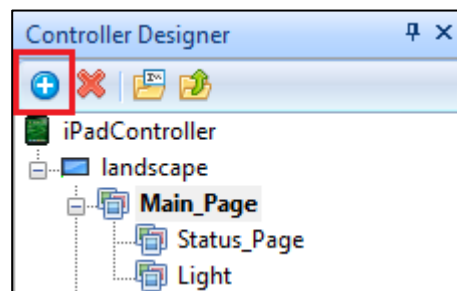 Controller Designer
iPadController
landscape
Main_Page
Status_Page
Light